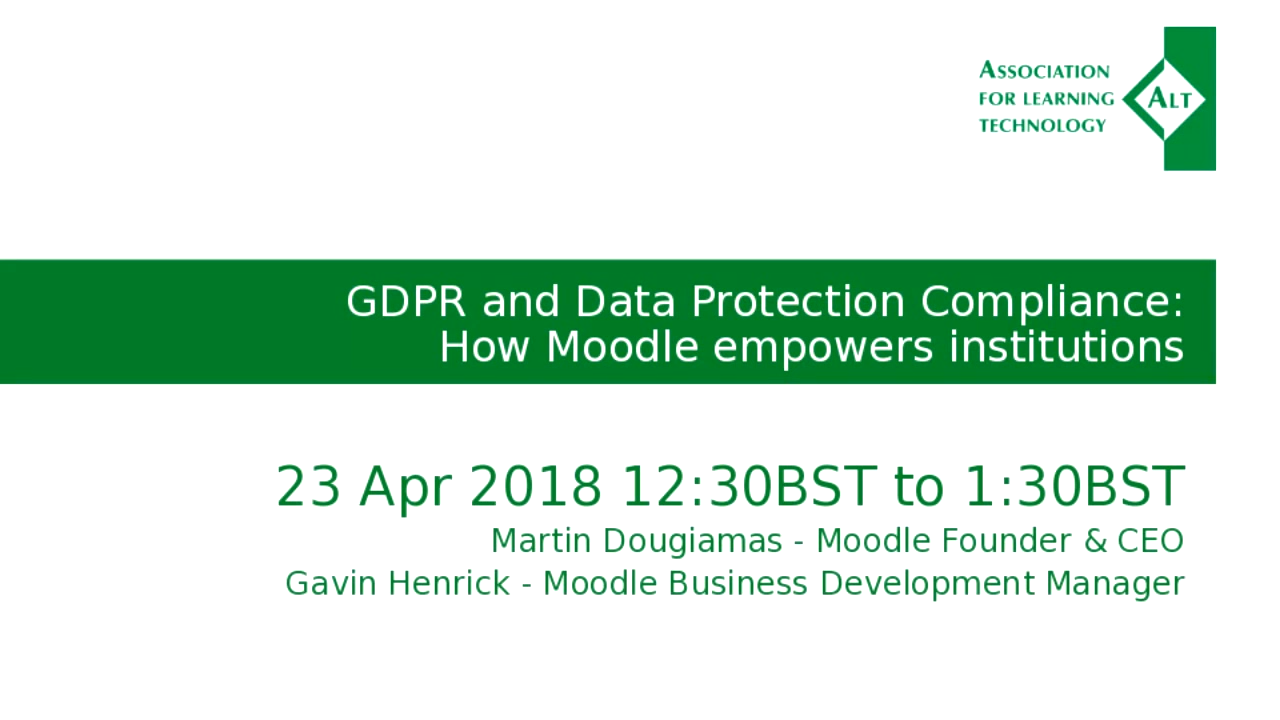 ASSOCIATION
FOR LEARNING
TECHNOLOGY
ALT
GDPR and Data Protection Compliance:
How Moodle empowers institutions
23 Apr 2018 12:30BST to 1:30BST
Martin Dougiamas - Moodle Founder & CEO
Gavin Henrick - Moodle Business Development Manager